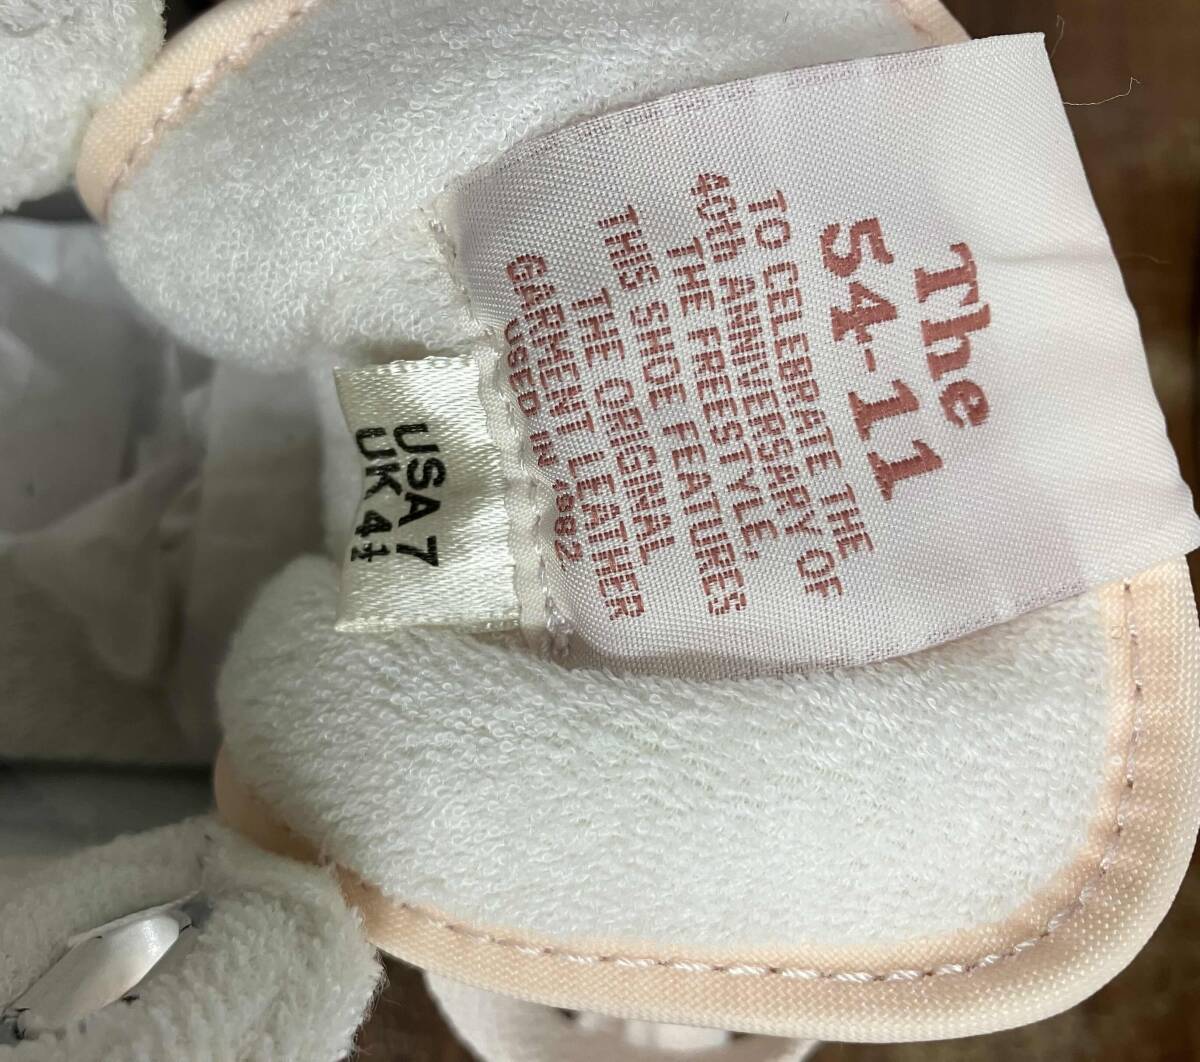 The
54-11
TO CELEBRATE THE
40th ANNIVERSARY OF
THE FREESTYLE,
THIS SHOE FEATURES
THE ORIGINAL
GARMENT LEATHER
USED IN 1982.
USA 7
UK 4½